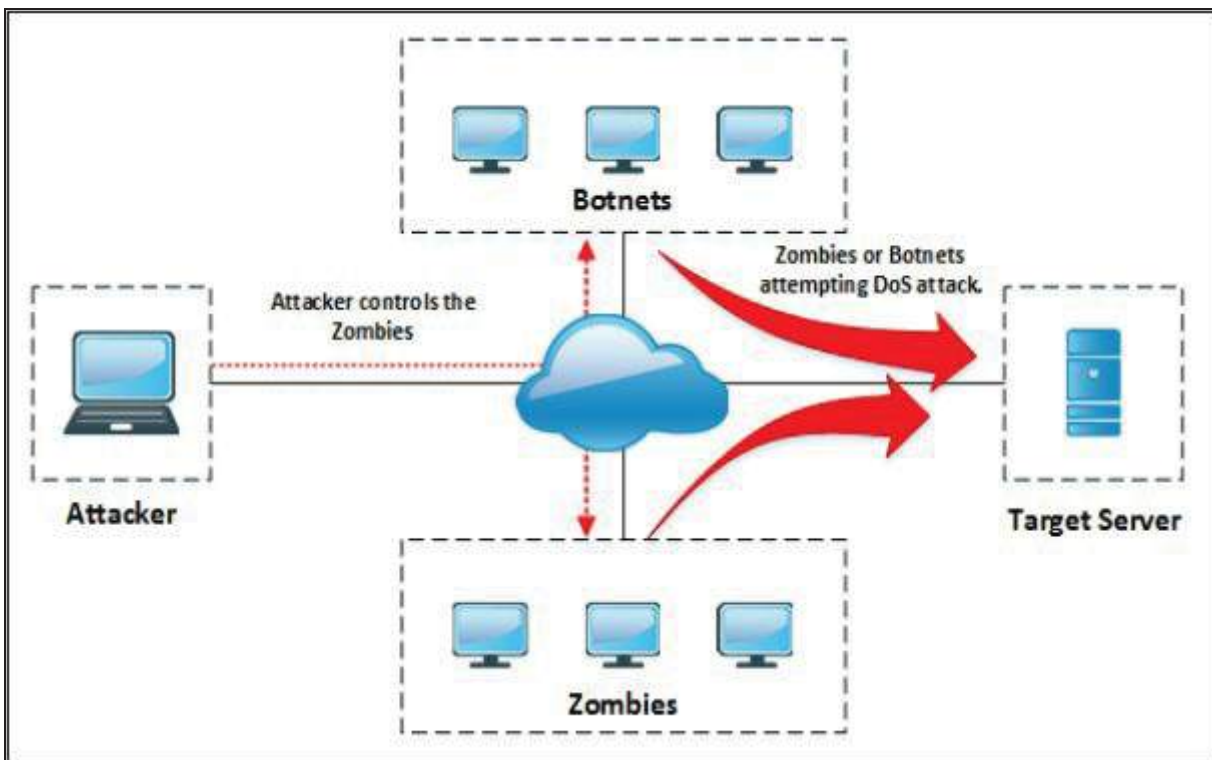 Botnets
Zombies or Botnets
attempting DoS attack.
Attacker controls the
Zombies
Attacker
Target Server
Zombies